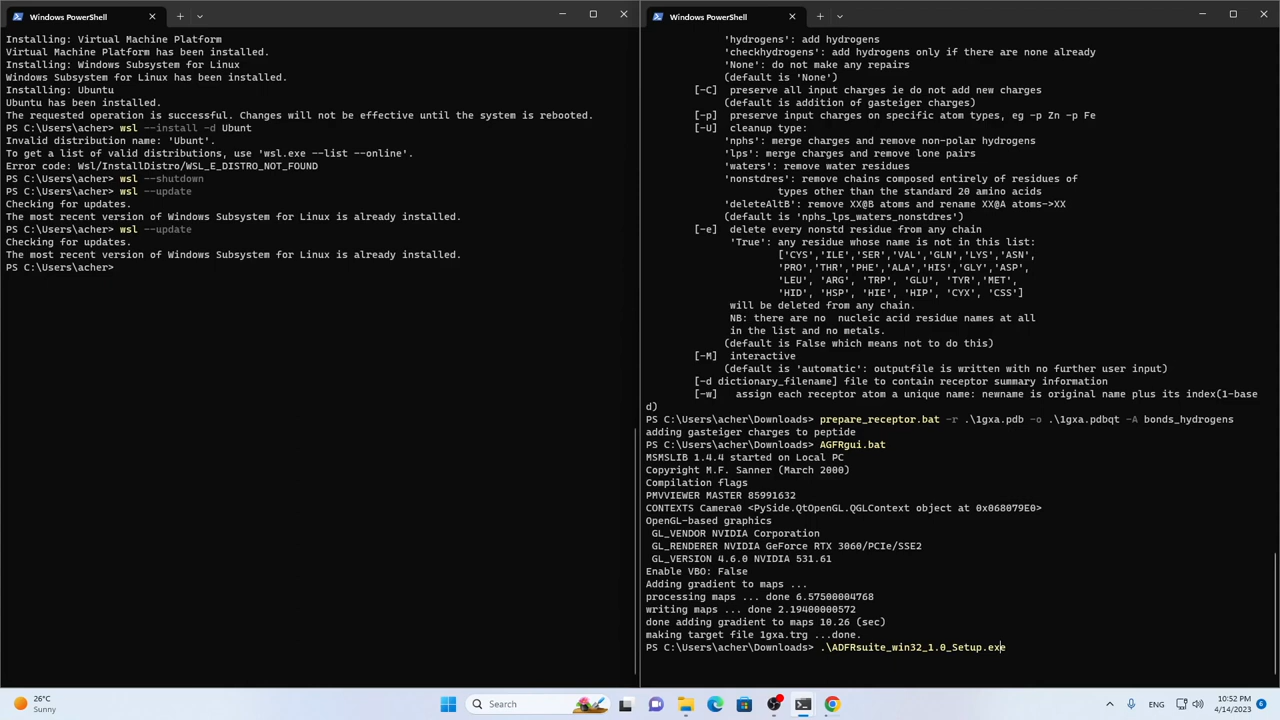 Windows PowerShell
Installing: Virtual Machine Platform
Virtual Machine Platform has been installed.
Installing: Windows Subsystem for Linux
Windows Subsystem for Linux has been installed.
Installing: Ubuntu
Ubuntu has been installed.
The requested operation is successful. Changes will not be effective until the system is rebooted.
PS C:\Users\acher> wsl --install -d Ubunt
Invalid distribution name: 'Ubunt'.
To get a list of valid distributions, use 'wsl.exe --list --online'.
Error code: Wsl/InstallDistro/WSL_E_DISTRO_NOT_FOUND
PS C:\Users\acher> wsl --shutdown
PS C:\Users\acher> wsl --update
Checking for updates.
The most recent version of Windows Subsystem for Linux is already installed.
PS C:\Users\acher> wsl --update
Checking for updates.
The most recent version of Windows Subsystem for Linux is already installed.
PS C:\Users\acher>
Windows PowerShell
'hydrogens': add hydrogens
'checkhydrogens': add hydrogens only if there are none already
'None': do not make any repairs
(default is 'None')
[-C]  preserve all input charges ie do not add new charges
(default is addition of gasteiger charges)
[-p]  preserve input charges on specific atom types, eg -p Zn -p Fe
[-U]  cleanup type:
'nphs': merge charges and remove non-polar hydrogens
'lps': merge charges and remove lone pairs
'waters': remove water residues
'nonstdres': remove chains composed entirely of residues of
types other than the standard 20 amino acids
'deleteAltB': remove XX@B atoms and rename XX@A atoms->XX
(default is 'nphs_lps_waters_nonstdres')
[-e]  delete every nonstd residue from any chain
'True': any residue whose name is not in this list:
['CYS','ILE','SER','VAL','GLN','LYS','ASN',
'PRO','THR','PHE','ALA','HIS','GLY','ASP',
'LEU', 'ARG', 'TRP', 'GLU', 'TYR','MET',
'HID', 'HSP', 'HIE', 'HIP', 'CYX', 'CSS']
will be deleted from any chain.
NB: there are no  nucleic acid residue names at all
in the list and no metals.
(default is False which means not to do this)
[-M]  interactive
(default is 'automatic': outputfile is written with no further user input)
[-d dictionary_filename] file to contain receptor summary information
[-w]   assign each receptor atom a unique name: newname is original name plus its index(1-base
d)
PS C:\Users\acher\Downloads> prepare_receptor.bat -r .\1gxa.pdb -o .\1gxa.pdbqt -A bonds_hydrogens
adding gasteiger charges to peptide
PS C:\Users\acher\Downloads> AGFRgui.bat
MSMSLIB 1.4.4 started on Local PC
Copyright M.F. Sanner (March 2000)
Compilation flags
PMVVIEWER MASTER 85991632
CONTEXTS Camera0 <PySide.QtOpenGL.QGLContext object at 0x068079E0>
OpenGL-based graphics
GL_VENDOR NVIDIA Corporation
GL_RENDERER NVIDIA GeForce RTX 3060/PCIe/SSE2
GL_VERSION 4.6.0 NVIDIA 531.61
Enable VBO: False
Adding gradient to maps ...
processing maps ... done 6.57500004768
writing maps ... done 2.19400000572
done adding gradient to maps 10.26 (sec)
making target file 1gxa.trg ...done.
PS C:\Users\acher\Downloads> .\ADFRsuite_win32_1.0_Setup.exe
26°C
Sunny
Search
ENG
10:52 PM
4/14/2023